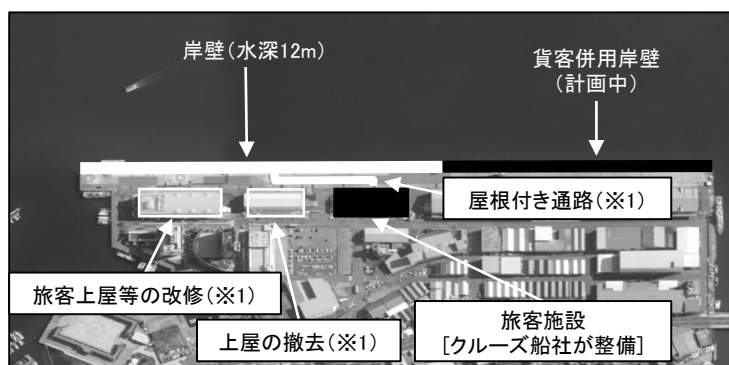 岸壁(水深12m)
貨客併用岸壁
(計画中)
屋根付き通路(※1)
旅客上屋等の改修(※1)
上屋の撤去(※1)
旅客施設
[クルーズ船社が整備]